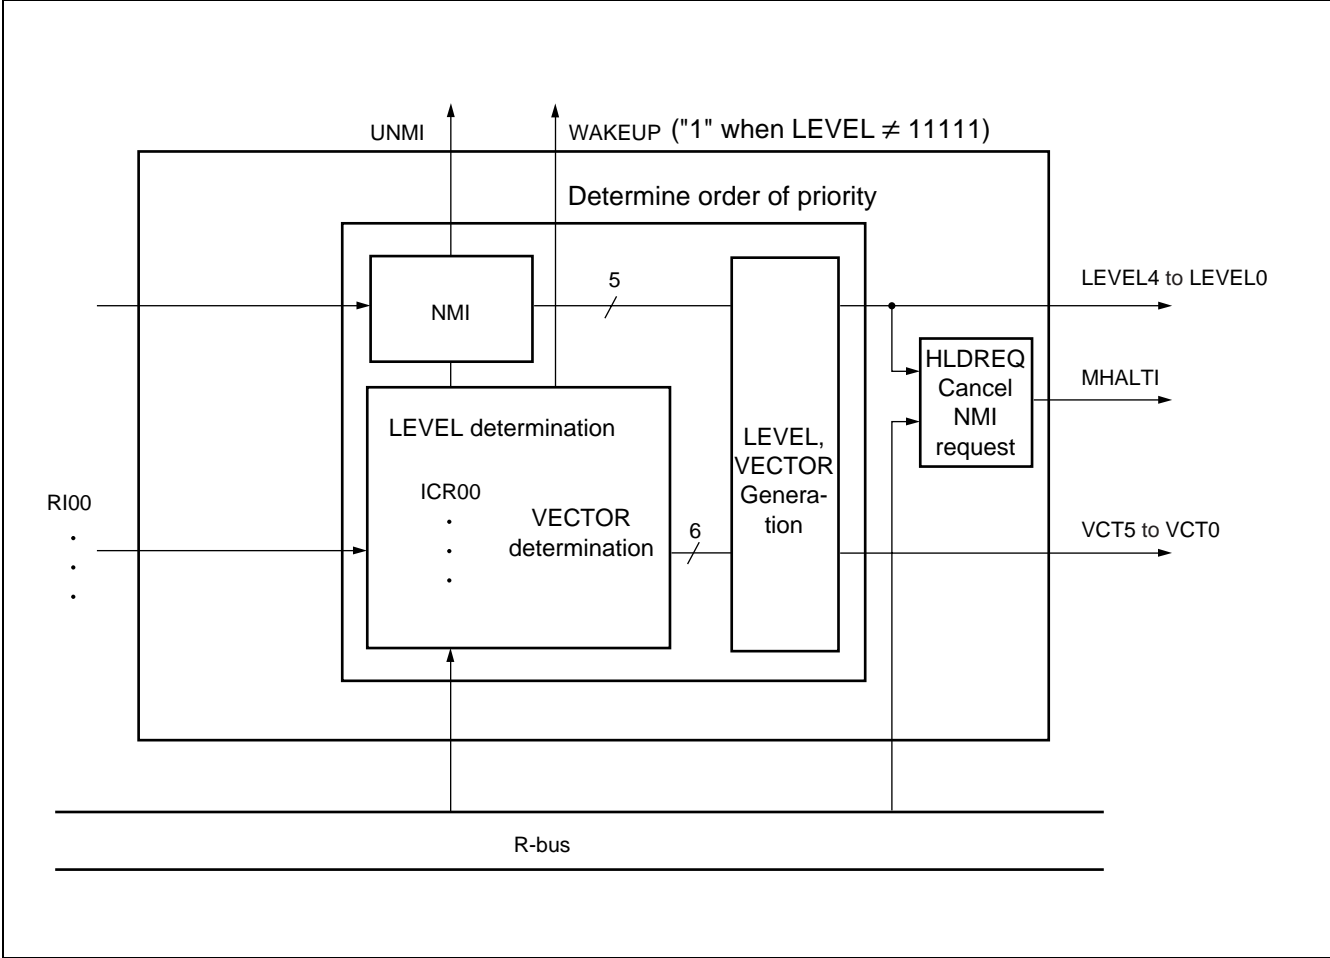 UNMI
WAKEUP ("1" when LEVEL ≠ 11111)
Determine order of priority
NMI
5
LEVEL4 to LEVEL0
HLDREQ
Cancel
NMI
request
MHALTI
LEVEL determination
ICR00
VECTOR
determination
6
LEVEL,
VECTOR
Genera-
tion
RI00
VCT5 to VCT0
R-bus